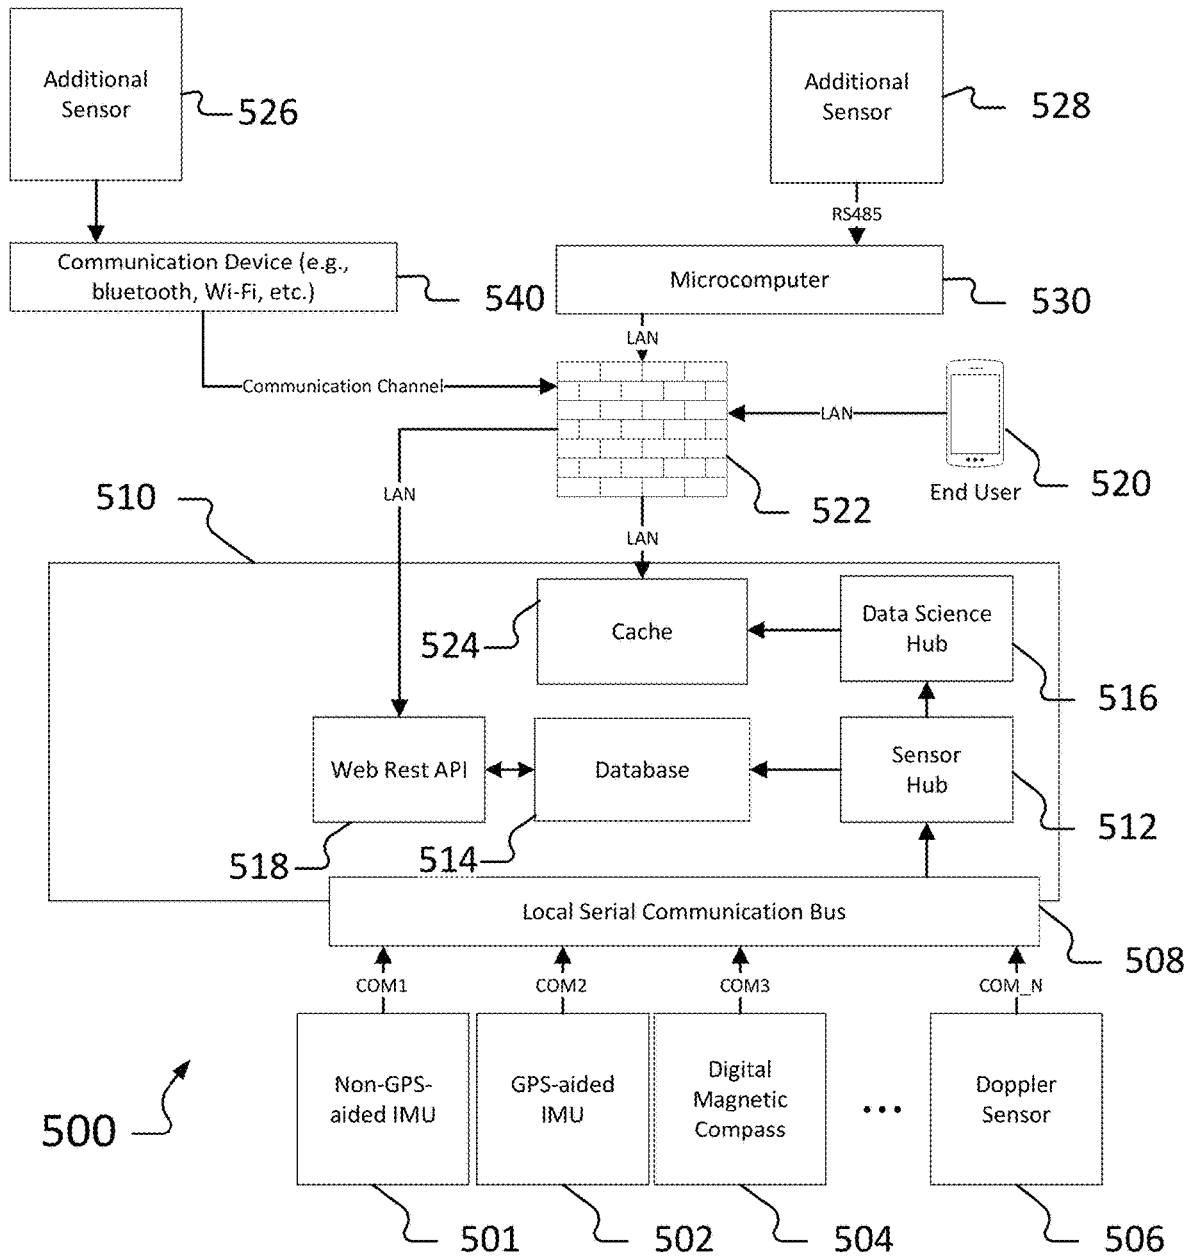 Additional
Sensor
526
Additional
Sensor
528
RS485
Communication Device (e.g.,
bluetooth, Wi-Fi, etc.)
540
Microcomputer
530
LAN
Communication Channel
LAN
End User
520
522
510
LAN
LAN
Cache
524
Data Science
Hub
516
Web Rest API
518
Database
514
Sensor
Hub
512
Local Serial Communication Bus
508
COM1
COM2
COM3
COM_N
Non-GPS-
aided IMU
GPS-aided
IMU
Digital
Magnetic
Compass
•••
Doppler
Sensor
500
501
502
504
506